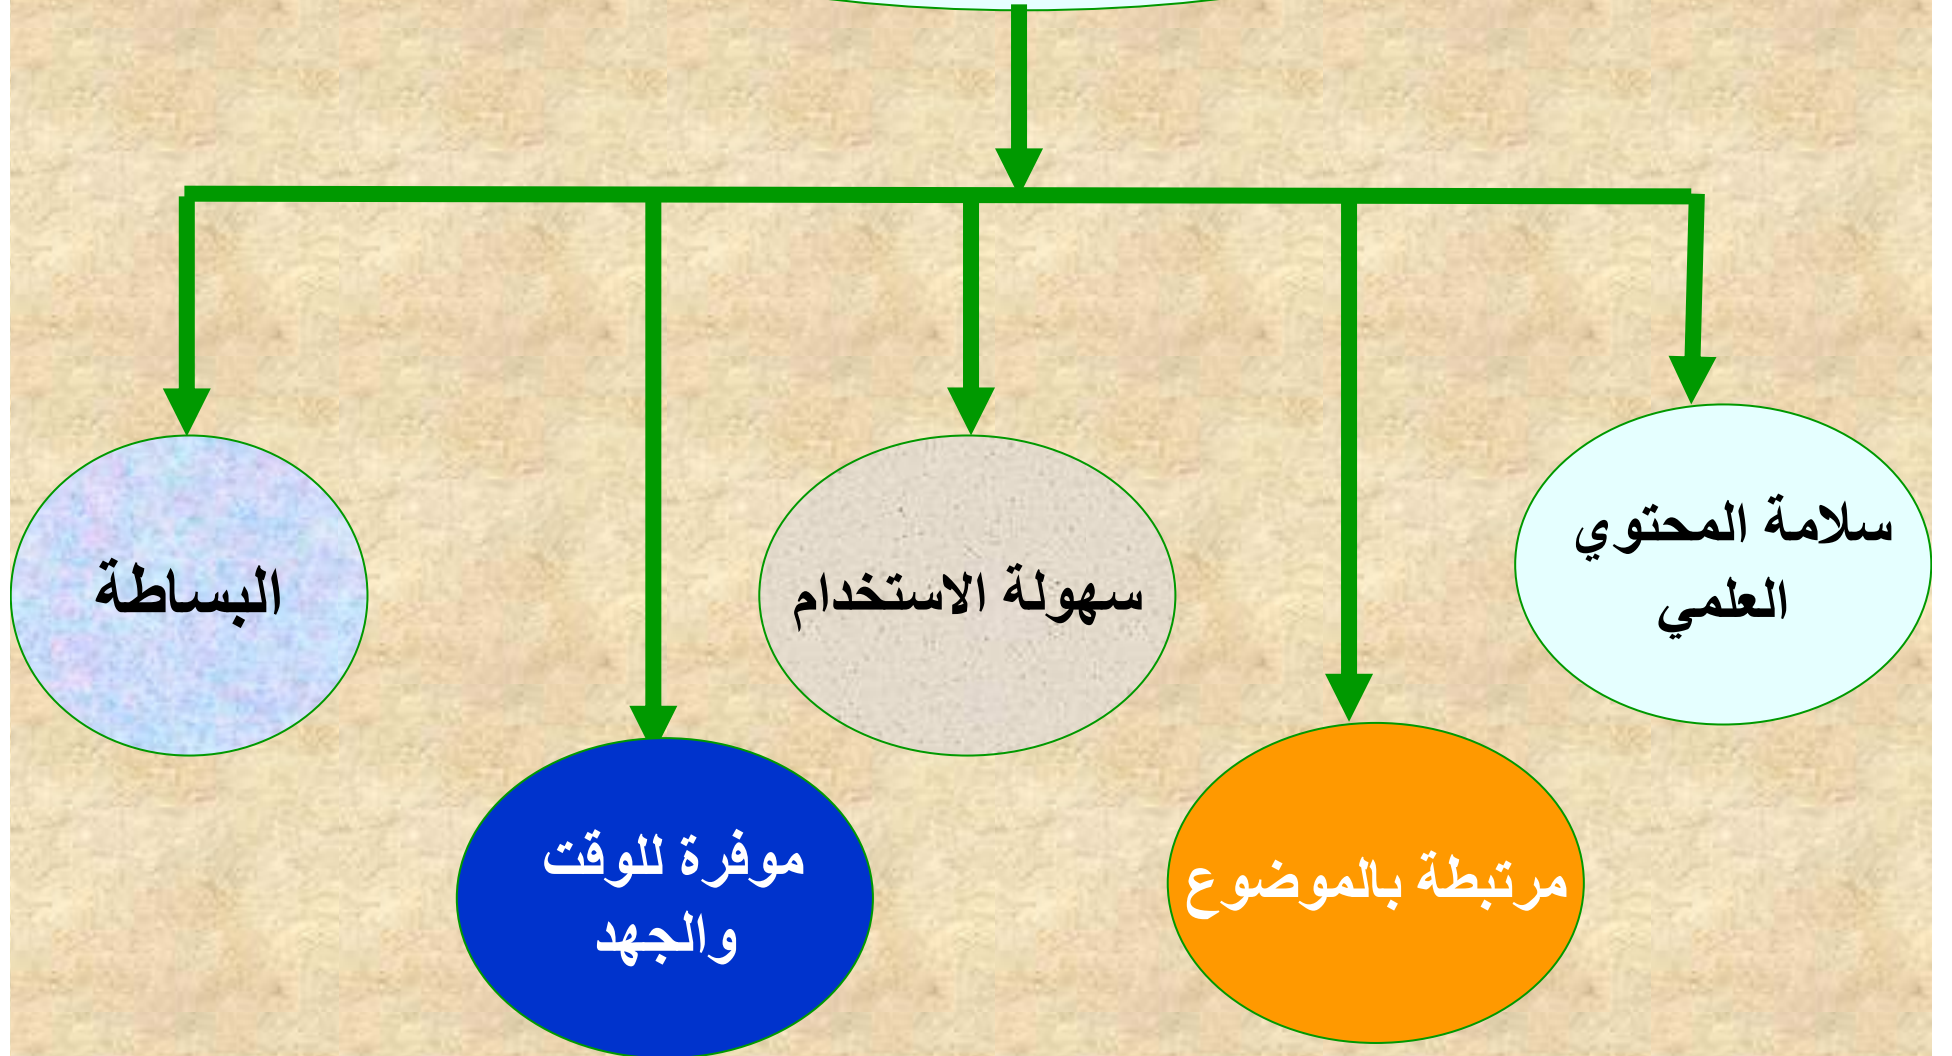 سلامة المحتوي
العلمي
مرتبطة بالموضوع
سهولة الاستخدام
موفرة للوقت
والجهد
البساطة